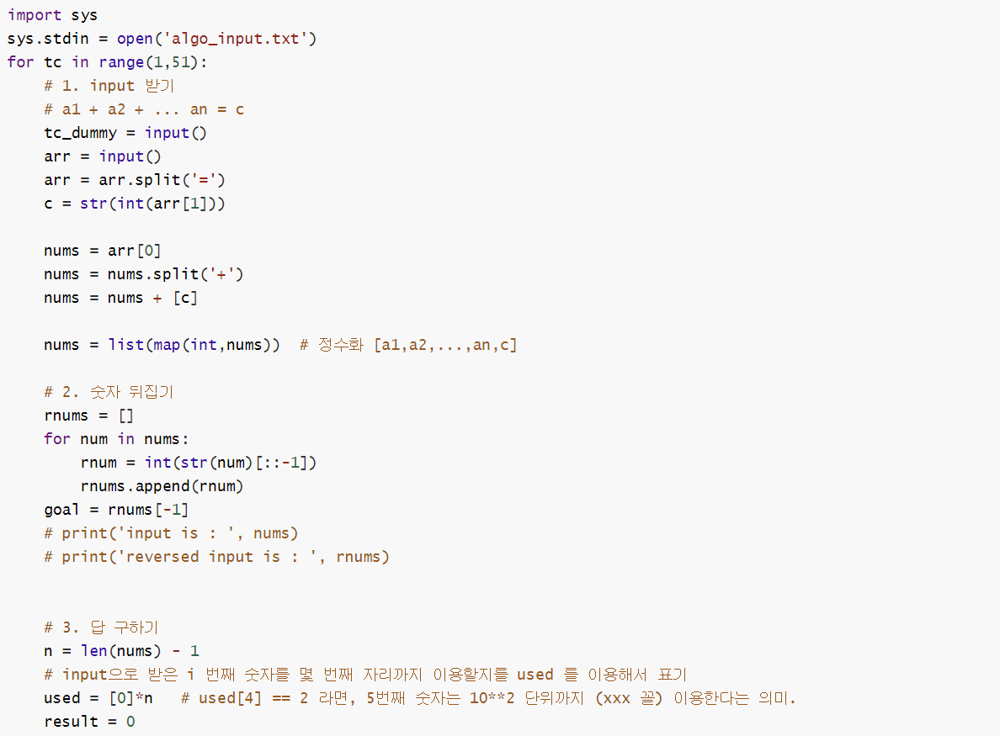 import sys
sys.stdin = open('algo_input.txt')
for tc in range(1,51):
    # 1. input 받기
    # a1 + a2 + ... an = c
    tc_dummy = input()
    arr = input()
    arr = arr.split('=')
    c = str(int(arr[1]))
    nums = arr[0]
    nums = nums.split('+')
    nums = nums + [c]
    nums = list(map(int,nums))  # 정수화 [a1,a2,...,an,c]
    # 2. 숫자 뒤집기
    rnums = []
    for num in nums:
        rnum = int(str(num)[::-1])
        rnums.append(rnum)
    goal = rnums[-1]
    # print('input is : ', nums)
    # print('reversed input is : ', rnums)
    # 3. 답 구하기
    n = len(nums) - 1
    # input으로 받은 i 번째 숫자를 몇 번째 자리까지 이용할지를 used 를 이용해서 표기
    used = [0]*n   # used[4] == 2 라면, 5번째 숫자는 10**2 단위까지 (xxx 꼴) 이용한다는 의미.
    result = 0